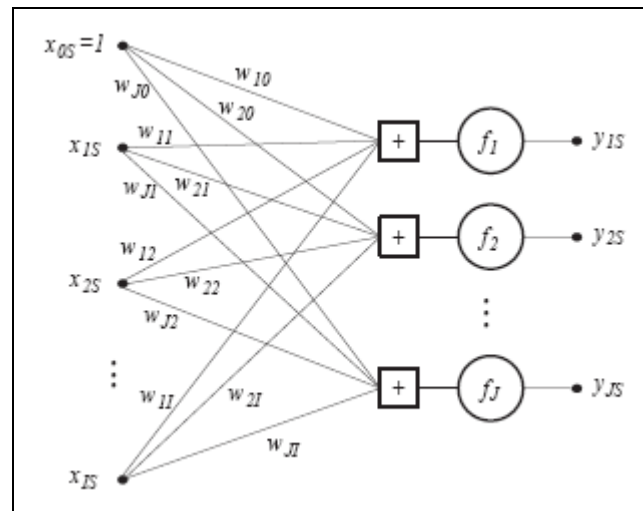 x0S=1
w10
wJ0
w20
w11
+
f1
y1S
x1S
w21
wJ1
w12
+
f2
y2S
x2S
w22
⋮
wJ2
⋮
w1I
w2I
+
fJ
yJS
wJI
xIS